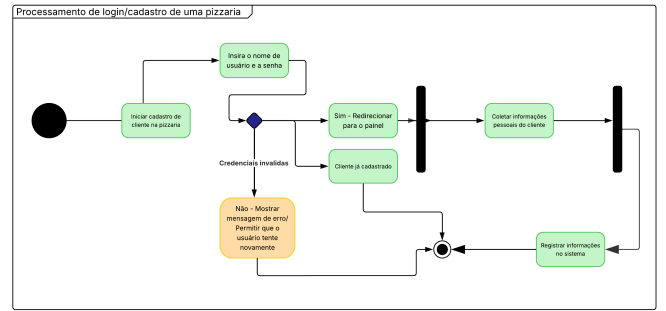 Processamento de login/cadastro de uma pizzaria
Insira o nome de
usuário e a senha
Iniciar cadastro de
cliente na pizzaria
Sim - Redirecionar
para o painel
Coletar informações
pessoais do cliente
Credenciais invalidas
Cliente já cadastrado
Não - Mostrar
mensagem de erro/
Permitir que o
usuário tente
novamente
Registrar informações
no sistema